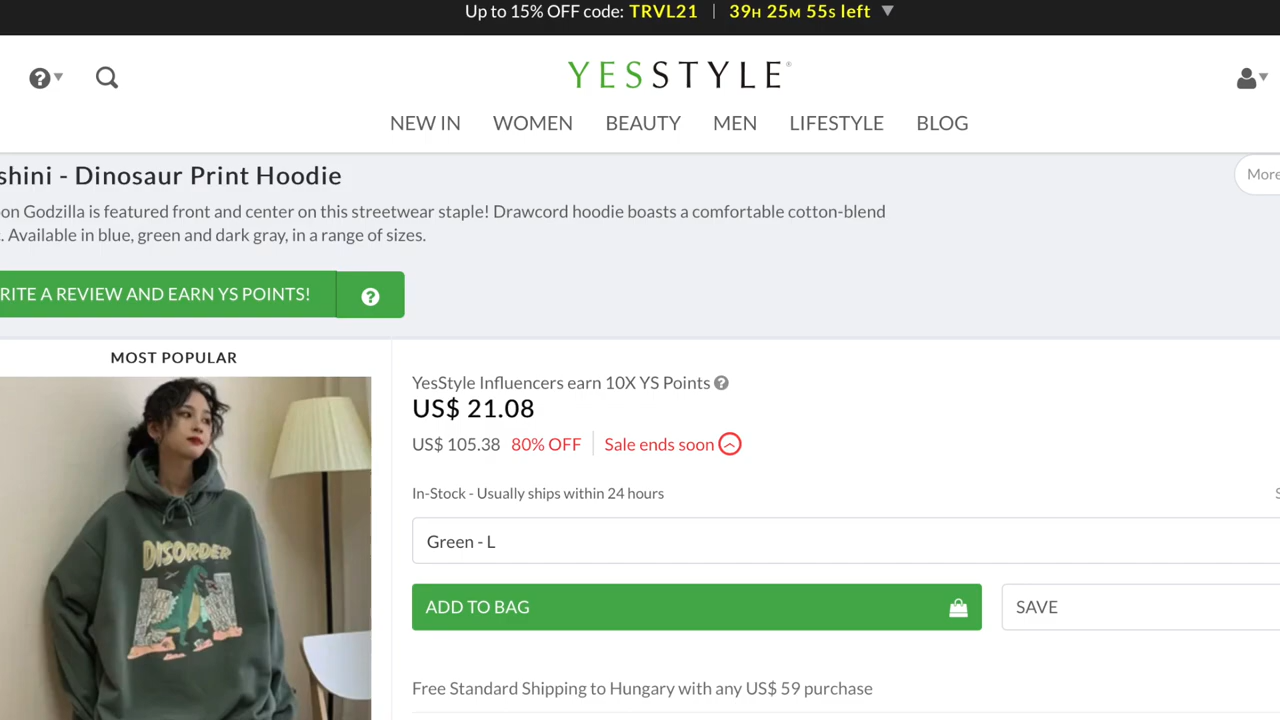 Up to 15% OFF code: TRVL21 | 39H 25M 55S left ▼
YESSTYLE®
NEW IN WOMEN BEAUTY MEN LIFESTYLE BLOG
shini - Dinosaur Print Hoodie
More
on Godzilla is featured front and center on this streetwear staple! Drawcord hoodie boasts a comfortable cotton-blend
. Available in blue, green and dark gray, in a range of sizes.
RITE A REVIEW AND EARN YS POINTS!
MOST POPULAR
DISORDER
YesStyle Influencers earn 10X YS Points
US$ 21.08
US$ 105.38 80% OFF Sale ends soon
In-Stock - Usually ships within 24 hours
Green - L
ADD TO BAG
SAVE
Free Standard Shipping to Hungary with any US$ 59 purchase